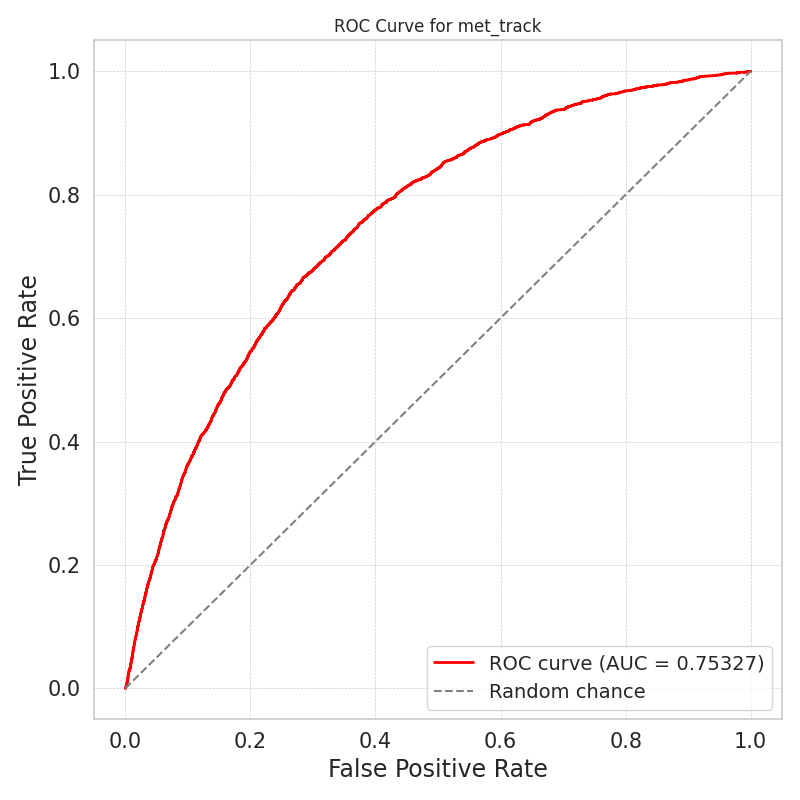 ROC Curve for met_track
1.0
0.8
0.6
0.4
0.2
0.0
True Positive Rate
ROC curve (AUC = 0.75327)
Random chance
0.0 0.2 0.4 0.6 0.8 1.0
False Positive Rate